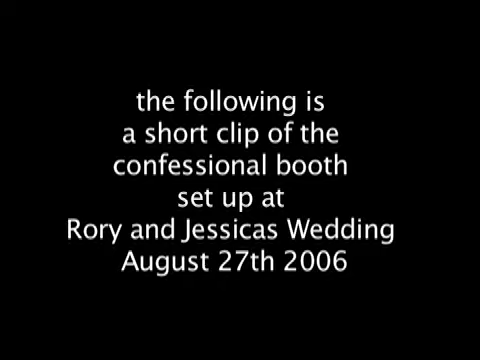 the following is
a short clip of the
confessional booth
set up at
Rory and Jessicas Wedding
August 27th 2006